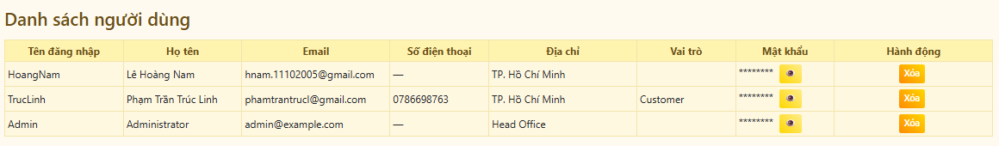 Danh sách người dùng
Tên đăng nhập Họ tên Email Số điện thoại Địa chỉ Vai trò Mật khẩu Hành động
HoangNam Lê Hoàng Nam hnam.11102005@gmail.com — TP. Hồ Chí Minh ******** Xóa
TrucLinh Phạm Trần Trúc Linh phamtrantrucl@gmail.com 0786698763 TP. Hồ Chí Minh Customer ******** Xóa
Admin Administrator admin@example.com — Head Office ******** Xóa